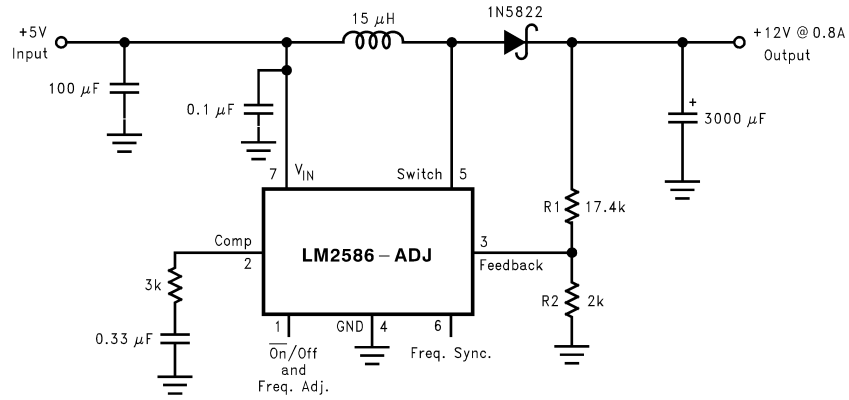 1N5822
15 μH
+5V
Input
+12V @ 0.8A
Output
100 μF
0.1 μF
+
3000 μF
7
VIN
Switch
5
R1
17.4k
Comp
2
LM2586-ADJ
3
Feedback
3k
R2
2k
0.33 μF
1
GND
4
6
On/Off
and
Freq. Adj.
Freq. Sync.